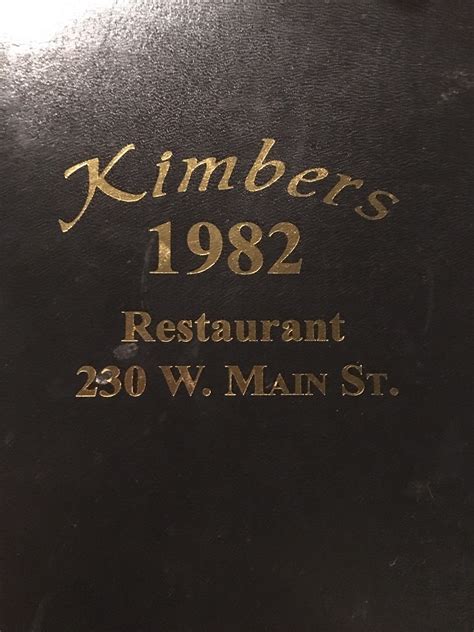 Kimbers
1982
Restaurant
230 W. MAIN ST.